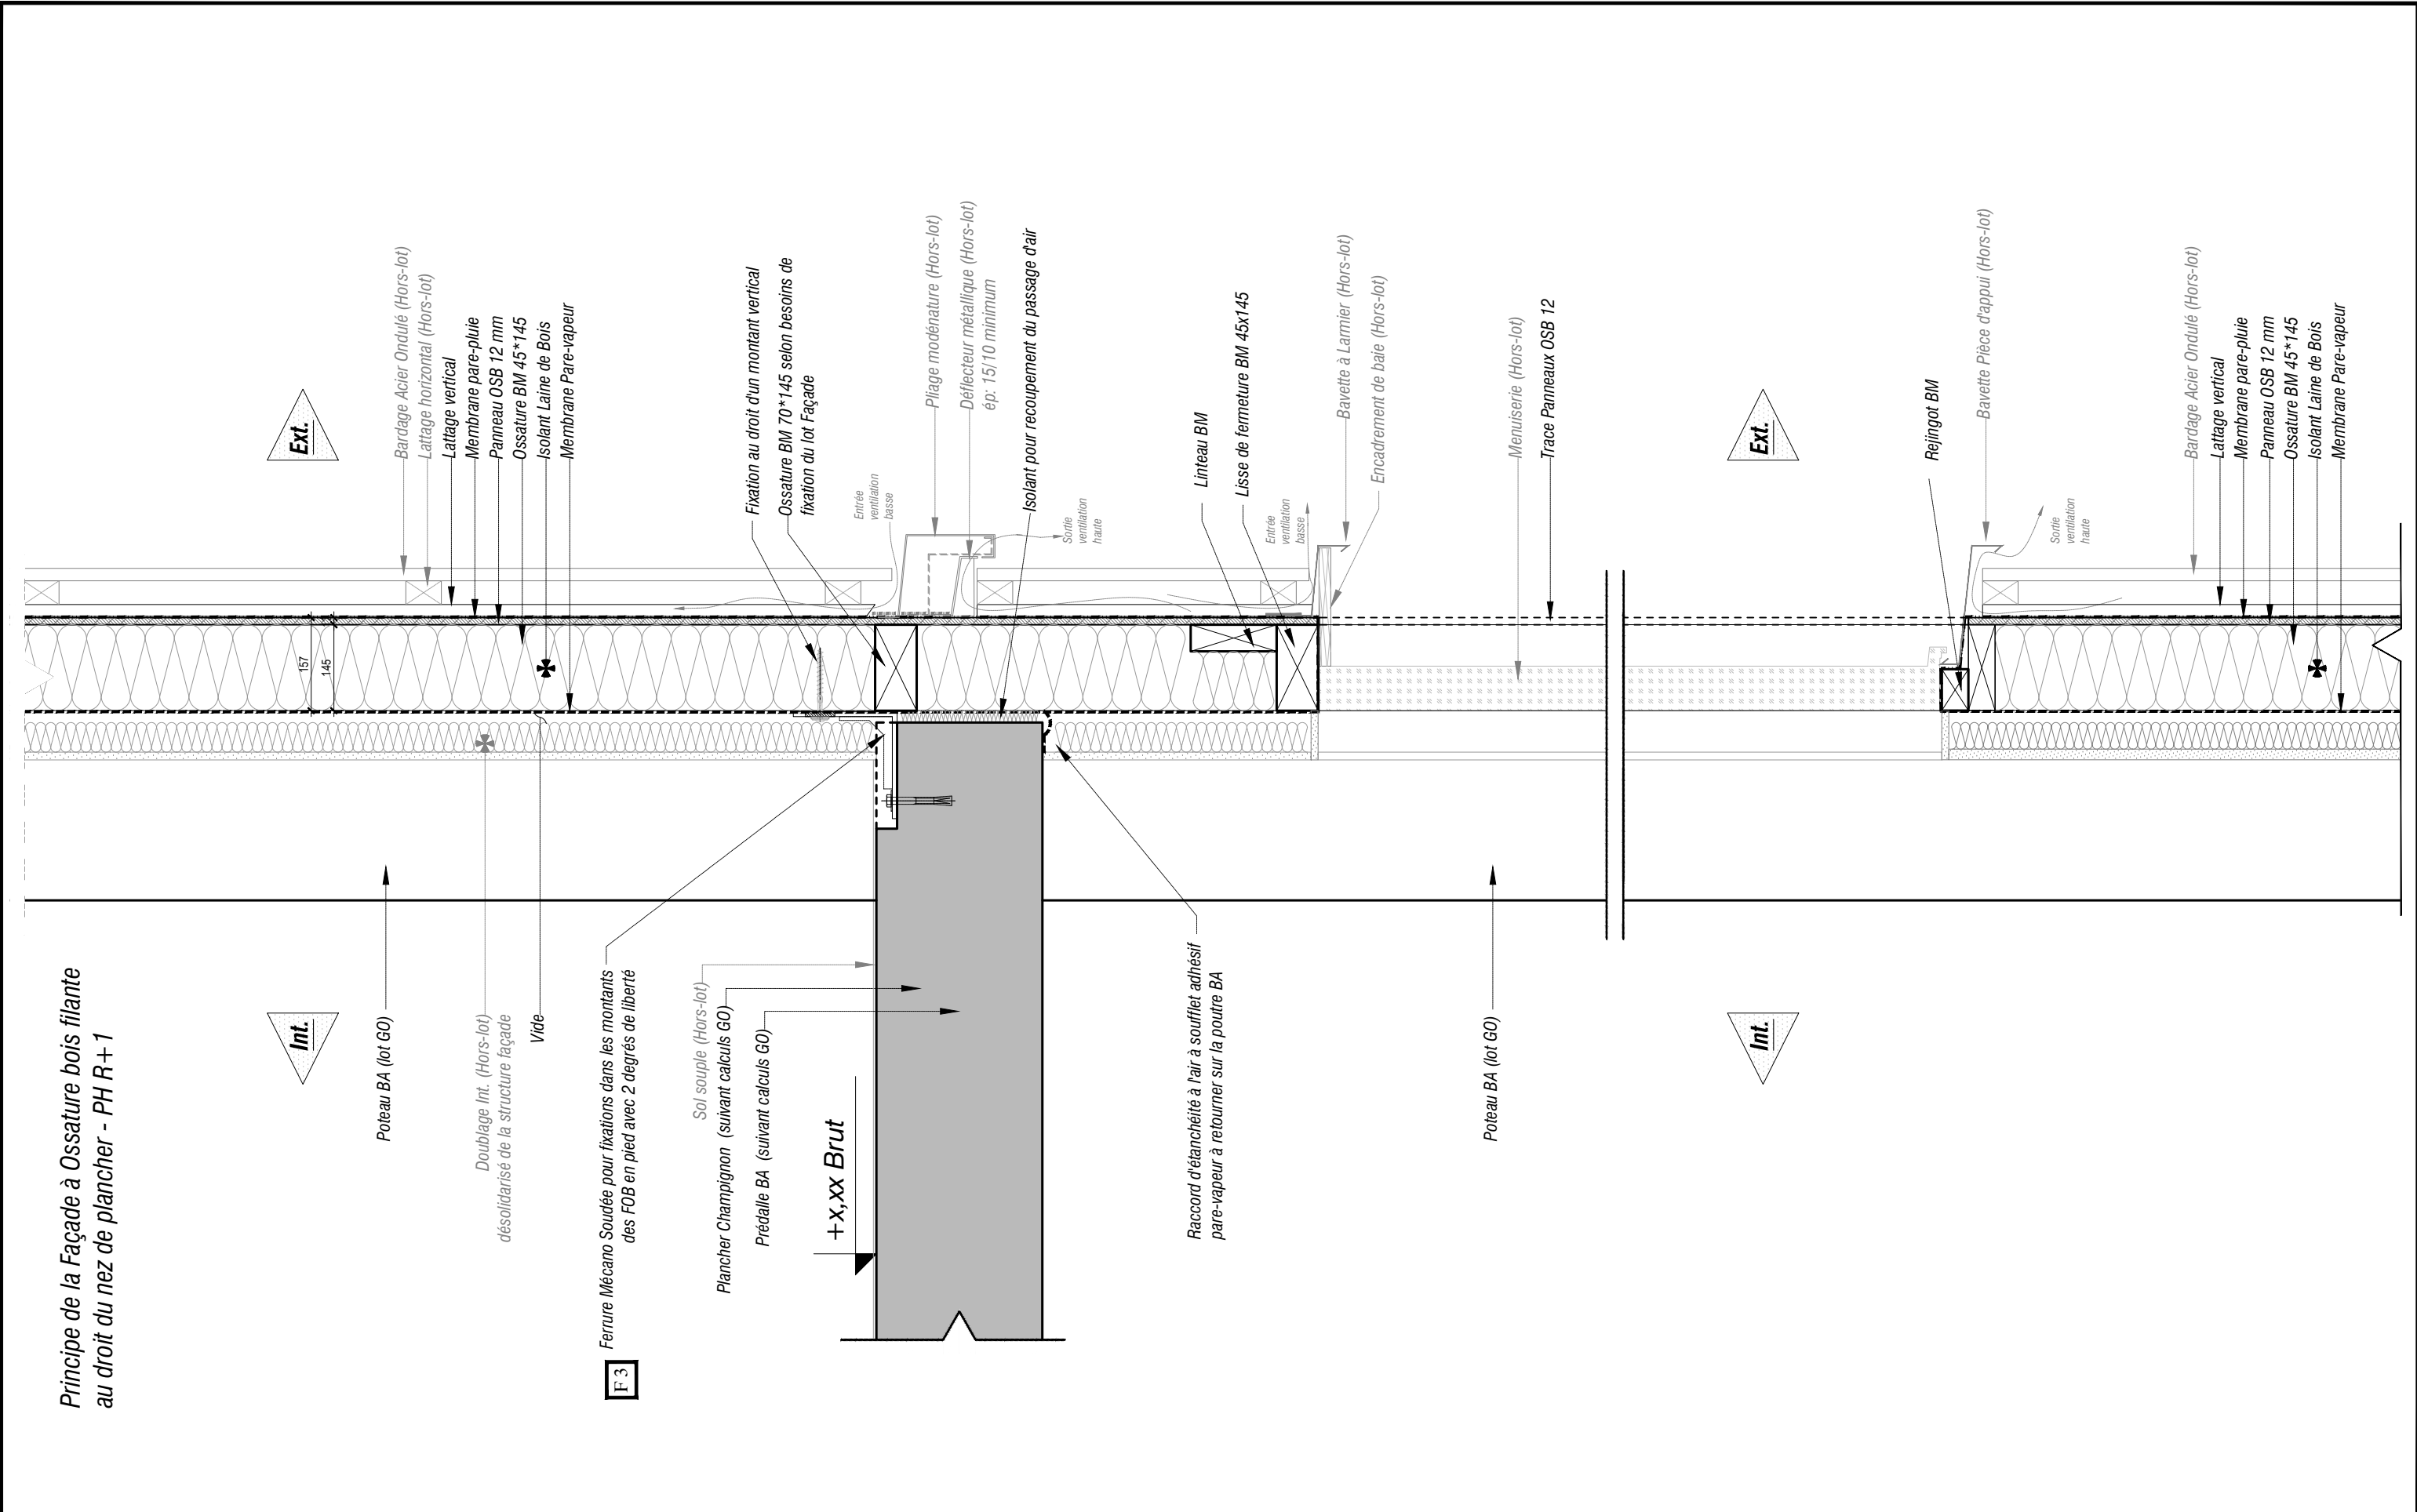 Principe de la Façade à Ossature bois filante
au droit du nez de plancher - PH R+1
Ext.
Bardage Acier Ondulé (Hors-lot)
Lattage horizontal (Hors-lot)
Lattage vertical
Membrane pare-pluie
Panneau OSB 12 mm
Ossature BM 45*145
Isolant Laine de Bois
Membrane Pare-vapeur
157
145
Fixation au droit d'un montant vertical
Ossature BM 70*145 selon besoins de
fixation du lot Façade
Entrée
ventilation
basse
Pliage modénature (Hors-lot)
Déflecteur métallique (Hors-lot)
ép: 15/10 minimum
Isolant pour recoupement du passage d'air
Sortie
ventilation
haute
Linteau BM
Lisse de fermeture BM 45x145
Entrée
ventilation
basse
Bavette à Larmier (Hors-lot)
Encadrement de baie (Hors-lot)
Menuiserie (Hors-lot)
Trace Panneaux OSB 12
Ext.
Rejingot BM
Bavette Pièce d'appui (Hors-lot)
Sortie
ventilation
haute
Bardage Acier Ondulé (Hors-lot)
Lattage vertical
Membrane pare-pluie
Panneau OSB 12 mm
Ossature BM 45*145
Isolant Laine de Bois
Membrane Pare-vapeur
Int.
Poteau BA (lot GO)
Doublage Int. (Hors-lot)
désolidarisé de la structure façade
Vide
F 3
Ferrure Mécano Soudée pour fixations dans les montants
des FOB en pied avec 2 degrés de liberté
Sol souple (Hors-lot)
Plancher Champignon (suivant calculs GO)
Prédalle BA (suivant calculs GO)
+x,xx Brut
Raccord d'étanchéité à l'air à soufflet adhésif
pare-vapeur à retourner sur la poutre BA
Poteau BA (lot GO)
Int.